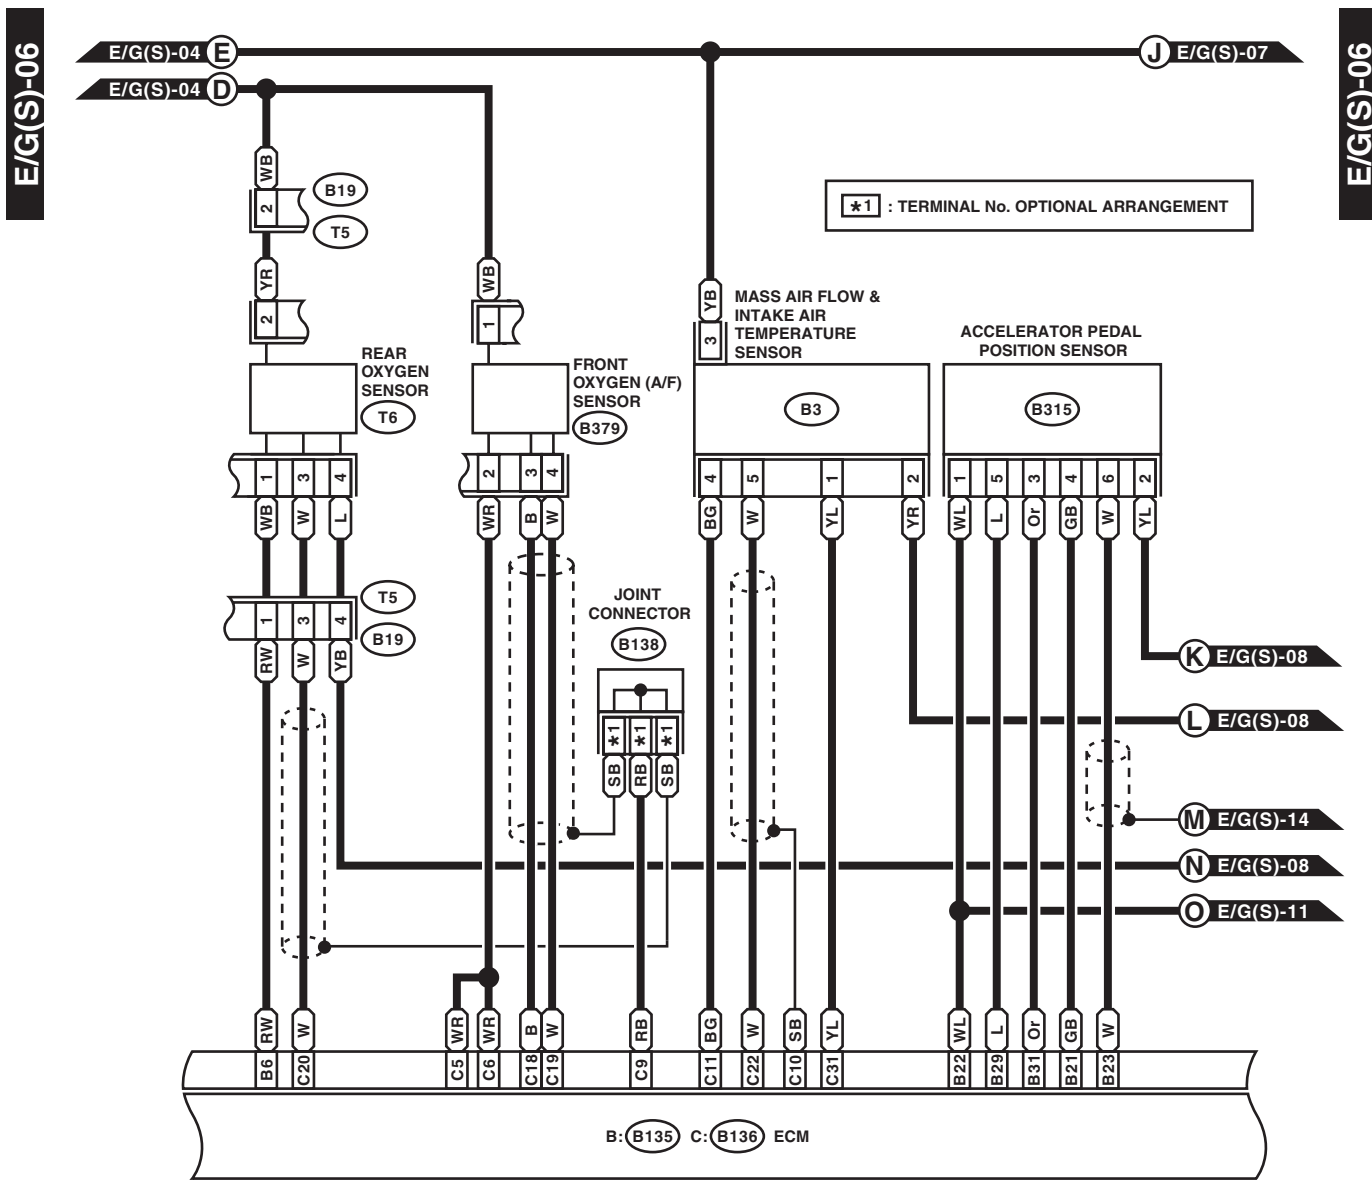 E/G(S)-06
E/G(S)-06
E/G(S)-04 E
J E/G(S)-07
E/G(S)-04 D
WB
2
B19
T5
*1 : TERMINAL No. OPTIONAL ARRANGEMENT
YR
2
WB
1
YB
3
MASS AIR FLOW &
INTAKE AIR
TEMPERATURE
SENSOR
ACCELERATOR PEDAL
POSITION SENSOR
REAR
OXYGEN
SENSOR
T6
FRONT
OXYGEN (A/F)
SENSOR
B379
B3
B315
1 3 4
2 3 4
4 5 1 2
1 5 3 4 6 2
WB W L
WR B W
BG W YL YR
WL L Or GB W YL
T5
1 3 4
B19
RW W YB
JOINT
CONNECTOR
B138
*1 *1 *1
SB RB SB
K E/G(S)-08
L E/G(S)-08
M E/G(S)-14
N E/G(S)-08
O E/G(S)-11
RW W WR WR B W RB BG W SB YL WL L Or GB W
B6 C20 C5 C6 C18 C19 C9 C11 C22 C10 C31 B22 B29 B31 B21 B23
B: B135 C: B136 ECM